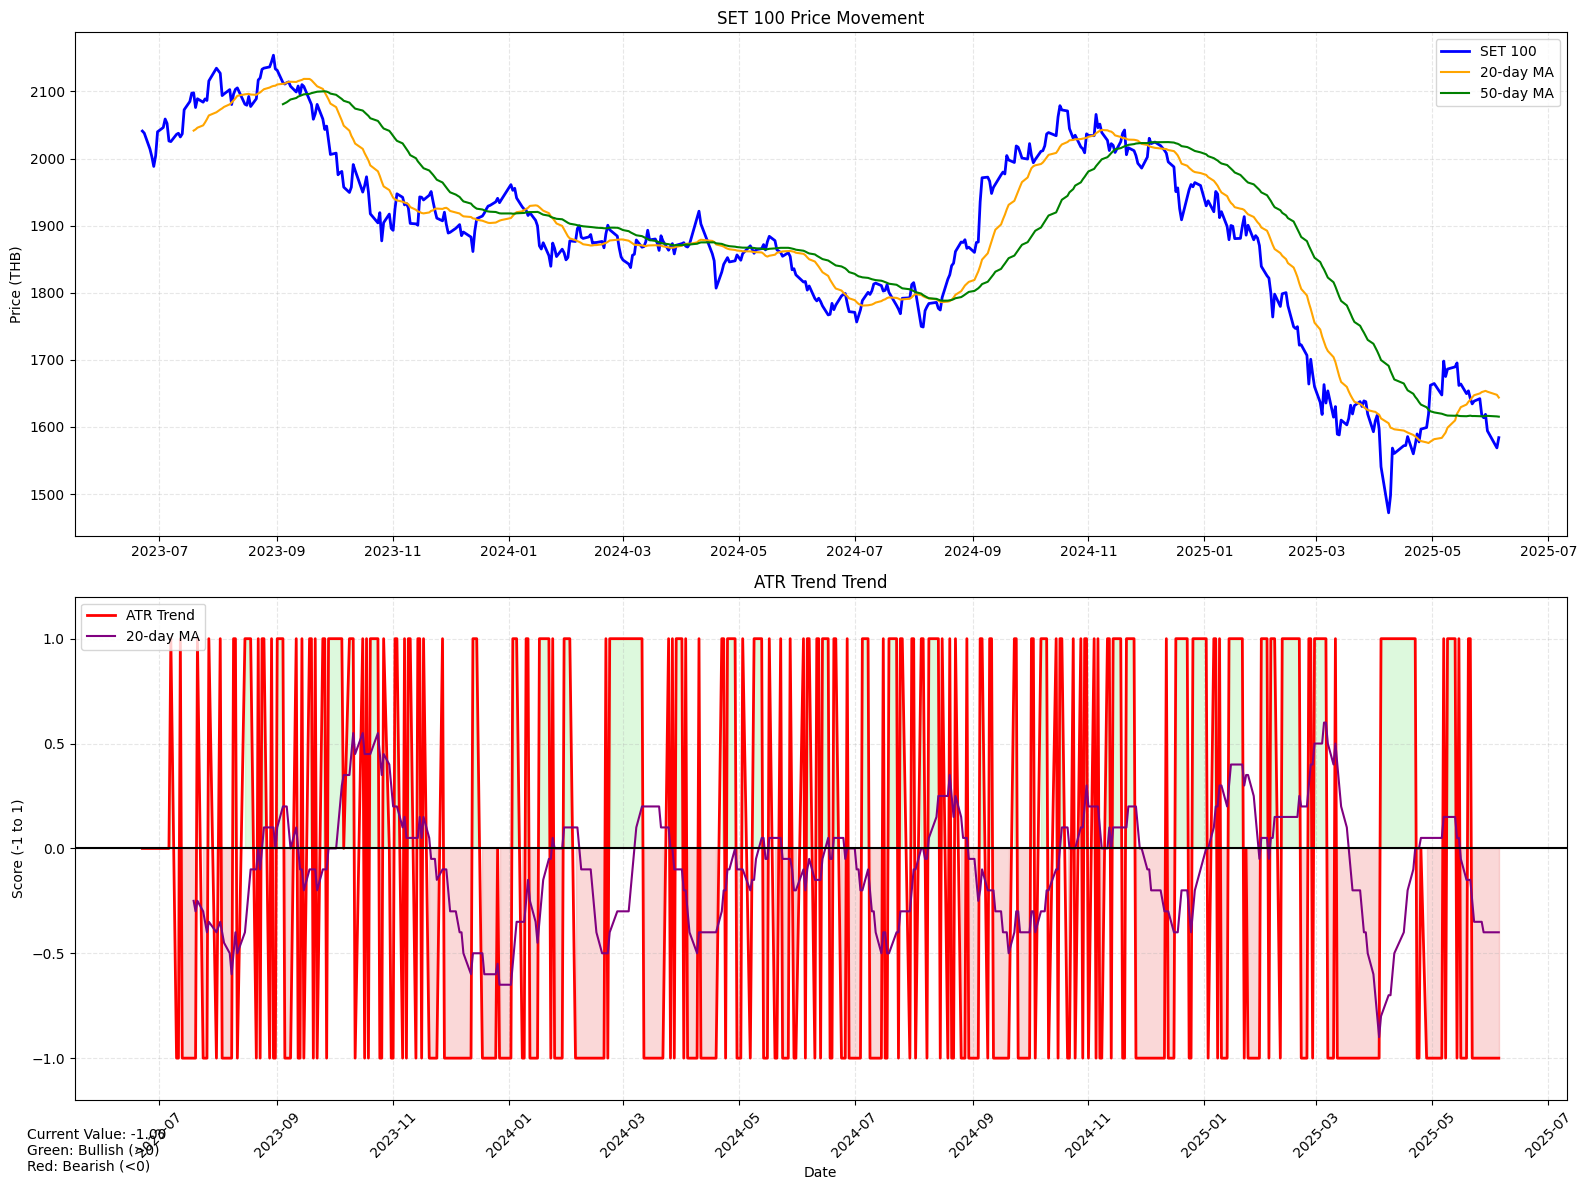 SET 100 Price Movement
Price (THB)
2100
2000
1900
1800
1700
1600
1500
SET 100
20-day MA
50-day MA
2023-07
2023-09
2023-11
2024-01
2024-03
2024-05
2024-07
2024-09
2024-11
2025-01
2025-03
2025-05
2025-07
ATR Trend Trend
Score (-1 to 1)
1.0
0.5
0.0
−0.5
−1.0
ATR Trend
20-day MA
2023-07
2023-09
2023-11
2024-01
2024-03
2024-05
2024-07
2024-09
2024-11
2025-01
2025-03
2025-05
2025-07
Date
Current Value: -1.00
Green: Bullish (>0)
Red: Bearish (<0)